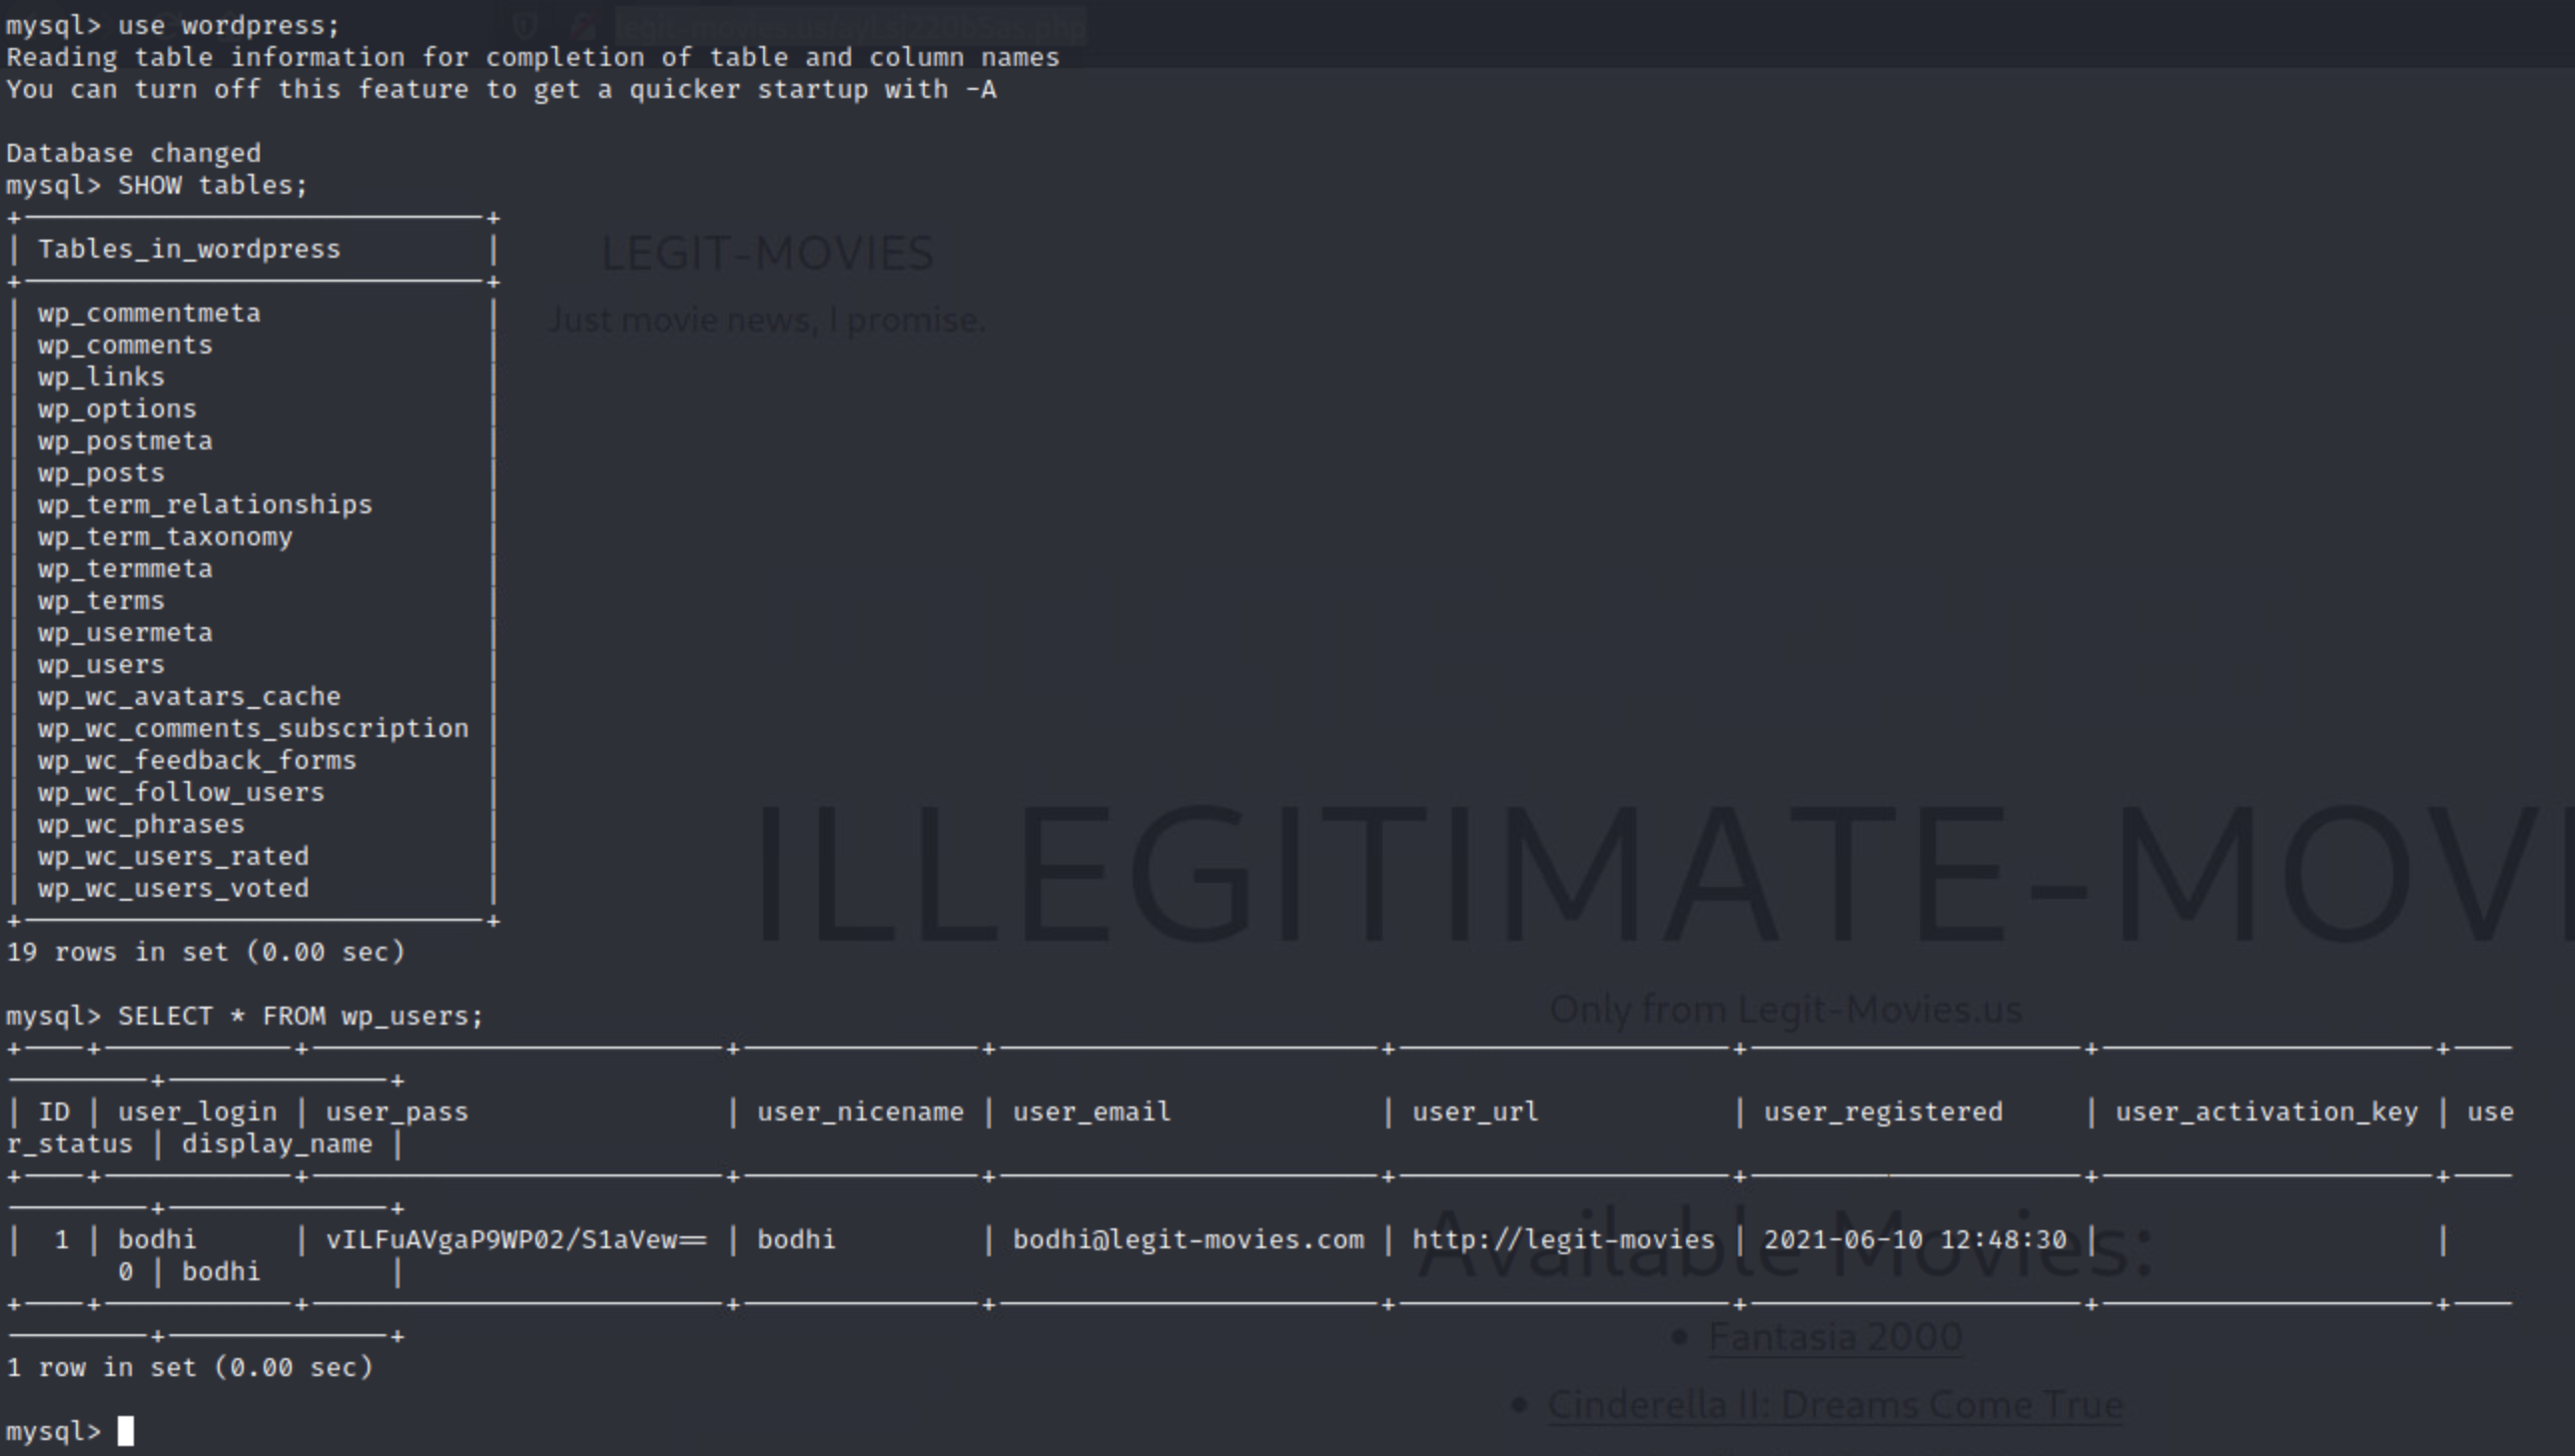 mysql> use wordpress;
Reading table information for completion of table and column names
You can turn off this feature to get a quicker startup with -A
Database changed
mysql> SHOW tables;
| Tables_in_wordpress |
| wp_commentmeta |
| wp_comments |
| wp_links |
| wp_options |
| wp_postmeta |
| wp_posts |
| wp_term_relationships |
| wp_term_taxonomy |
| wp_termmeta |
| wp_terms |
| wp_usermeta |
| wp_users |
| wp_wc_avatars_cache |
| wp_wc_comments_subscription |
| wp_wc_feedback_forms |
| wp_wc_follow_users |
| wp_wc_phrases |
| wp_wc_users_rated |
| wp_wc_users_voted |
19 rows in set (0.00 sec)
mysql> SELECT * FROM wp_users;
| ID | user_login | user_pass | user_nicename | user_email | user_url | user_registered | user_activation_key | use
r_status | display_name |
| 1 | bodhi | vILFuAVgaP9WP02/S1aVew== | bodhi | bodhi@legit-movies.com | http://legit-movies | 2021-06-10 12:48:30 | |
0 | bodhi |
1 row in set (0.00 sec)
mysql>
LEGIT-MOVIES
Just movie news, I promise.
ILLEGITIMATE-MOVI
Only from Legit-Movies.us
Available Movies:
Fantasia 2000
Cinderella II: Dreams Come True